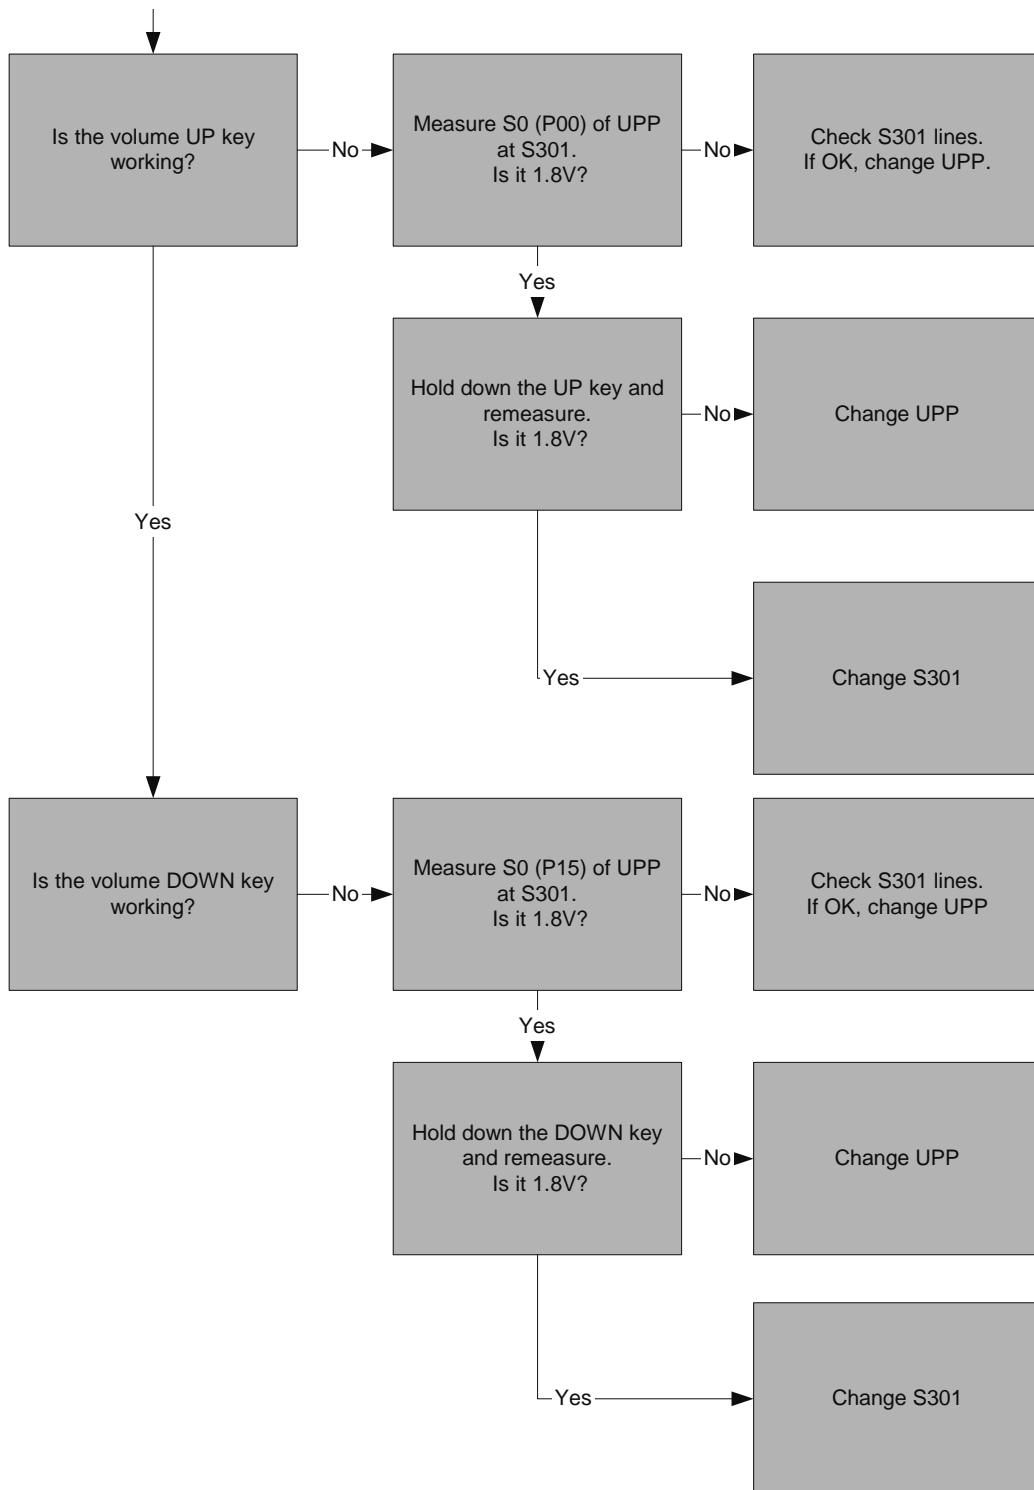 Is the volume UP key
working?
No
Measure S0 (P00) of UPP
at S301.
Is it 1.8V?
No
Check S301 lines.
If OK, change UPP.
Yes
Hold down the UP key and
remeasure.
Is it 1.8V?
No
Change UPP
Yes
Yes
Change S301
Is the volume DOWN key
working?
No
Measure S0 (P15) of UPP
at S301.
Is it 1.8V?
No
Check S301 lines.
If OK, change UPP
Yes
Hold down the DOWN key
and remeasure.
Is it 1.8V?
No
Change UPP
Yes
Change S301